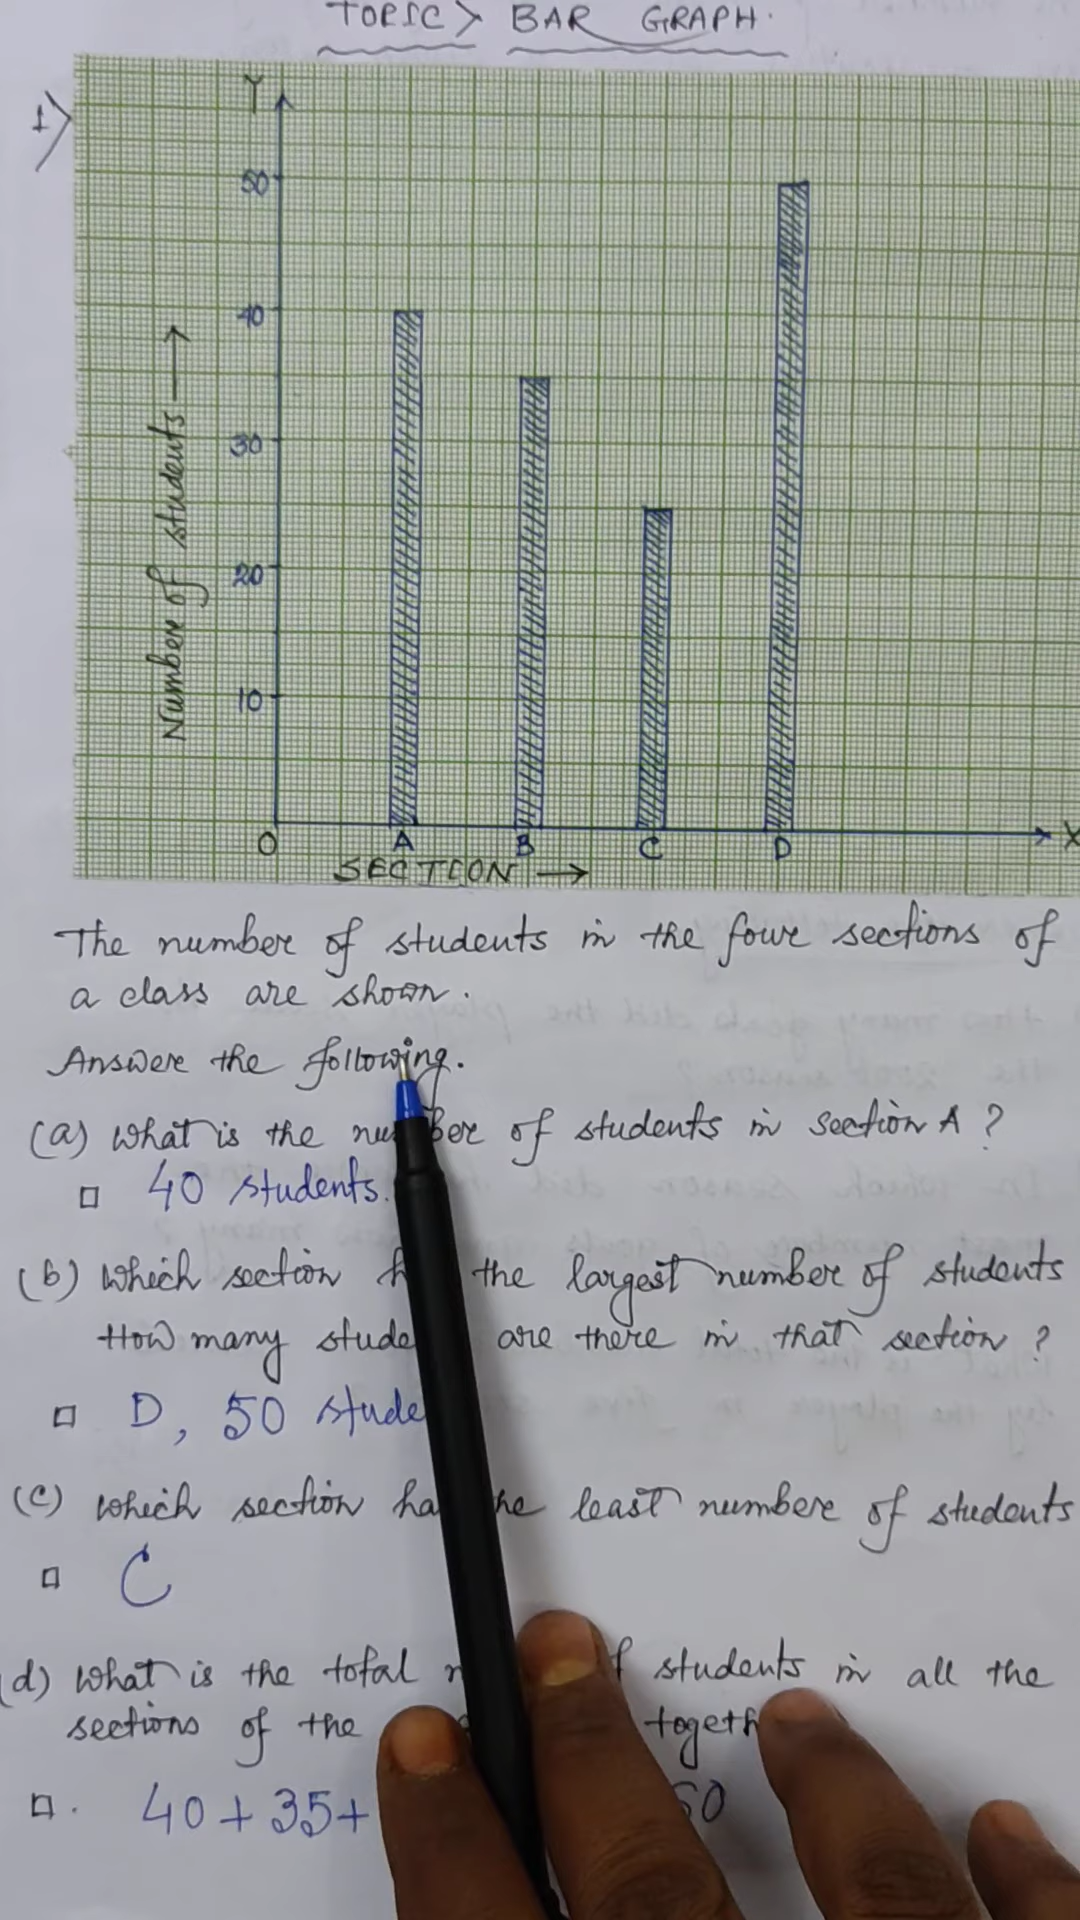 TOPIC > BAR GRAPH.
1)
Y
50
40
30
20
10
O
A B C D
X
Number of students →
SECTION →
The number of students in the four sections of
a class are shown.
Answer the following.
(a) what is the number of students in section A ?
40 students.
(b) which section the largest number of students
How many are there in that section ?
D, 50
(c) which section least number of students
C
d) what is the total students in all the
sections of the
40 + 35 +